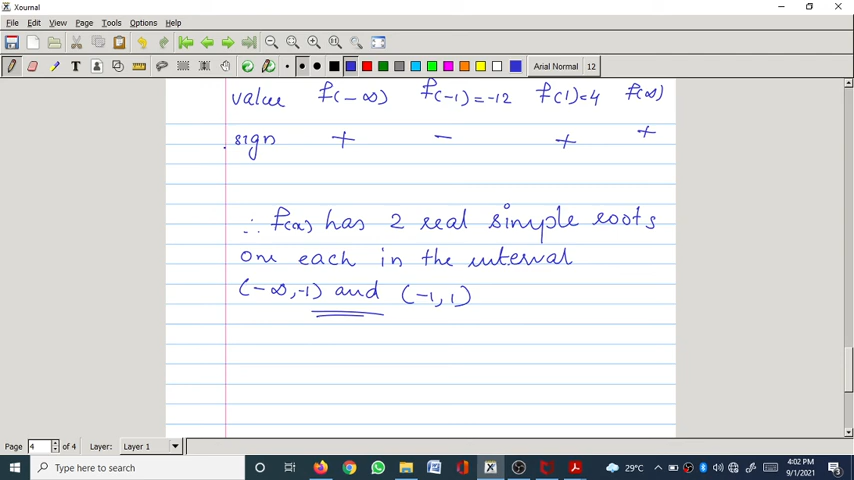 Xournal
File Edit View Page Tools Options Help
Arial Normal 12
value f(-∞) f(-1)=-12 f(1)=4 f(∞)
sign + - + +
∴ f(x) has 2 real simple roots
one each in the interval
(-∞,-1) and (-1,1)
Page 4 of 4 Layer: Layer 1
Type here to search
29°C
4:02 PM
9/1/2021
3